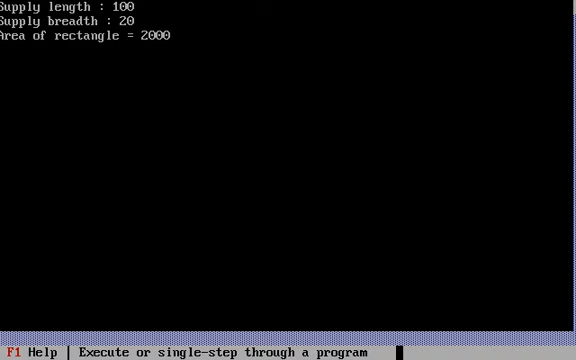 Supply length : 100
Supply breadth : 20
Area of rectangle = 2000
F1 Help | Execute or single-step through a program